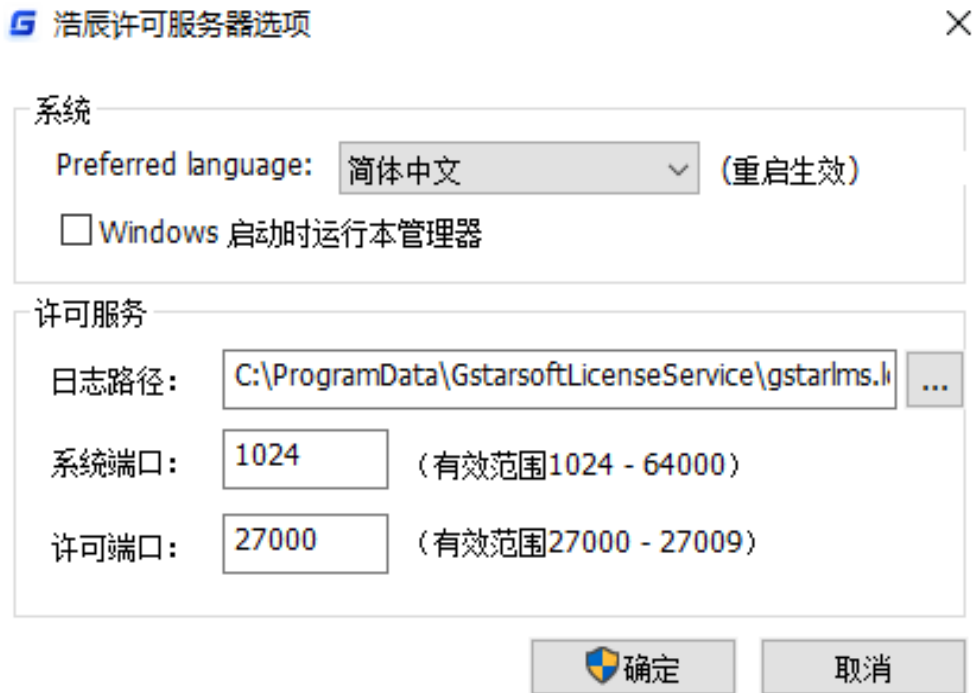 浩辰许可服务器选项
系统
Preferred language: 简体中文 (重启生效)
Windows 启动时运行本管理器
许可服务
日志路径: C:\ProgramData\GstarsoftLicenseService\gstarlms.l ...
系统端口: 1024 (有效范围1024 - 64000)
许可端口: 27000 (有效范围27000 - 27009)
确定 取消